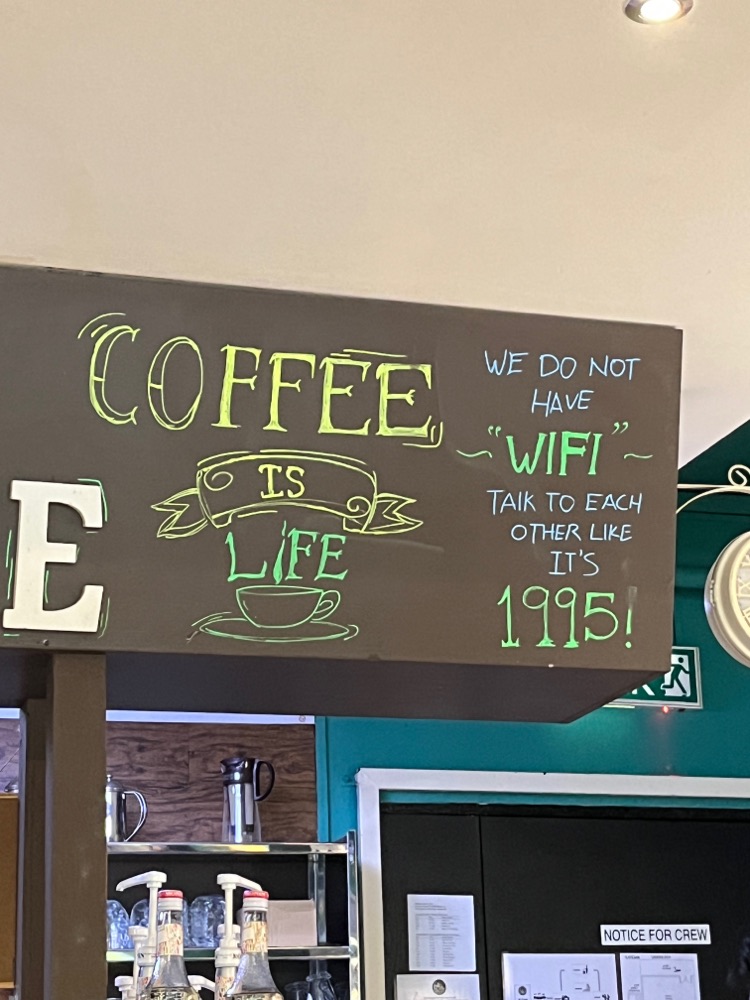 COFFEE
IS
LiFE
E
WE DO NOT
HAVE
"WIFI"
TALK TO EACH
OTHER LIKE
IT'S
1995!
NOTICE FOR CREW